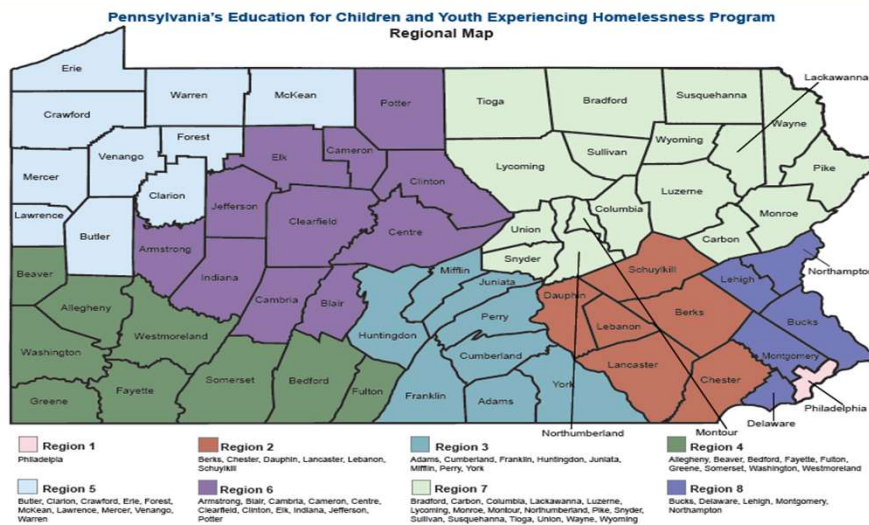 Pennsylvania's Education for Children and Youth Experiencing Homelessness Program
Regional Map
Erie
Warren
McKean
Potter
Tioga
Bradford
Susquehanna
Lackawanna
Crawford
Wayne
Forest
Wyoming
Venango
Elk
Cameron
Sullivan
Mercer
Lycoming
Pike
Clinton
Clarion
Luzerne
Jefferson
Columbia
Lawrence
Clearfield
Monroe
Butler
Centre
Union
Armstrong
Carbon
Snyder
Beaver
Indiana
Mifflin
Schuylkill
Northampton
Juniata
Lehigh
Allegheny
Cambria
Blair
Dauphin
Perry
Berks
Bucks
Westmoreland
Huntingdon
Lebanon
Washington
Cumberland
Montgomery
Lancaster
Somerset
Bedford
Chester
Fayette
Fulton
Franklin
York
Greene
Adams
Philadelphia
Delaware
Northumberland
Montour
Region 1
Philadelpia
Region 2
Berks, Chester, Dauphin, Lancaster, Lebanon,
Schuylkill
Region 3
Adams, Cumberland, Franklin, Huntingdon, Juniata,
Mifflin, Perry, York
Region 4
Allegheny, Beaver, Bedford, Fayette, Fulton,
Greene, Somerset, Washington, Westmoreland
Region 5
Butler, Clarion, Crawford, Erie, Forest,
McKean, Lawrence, Mercer, Venango,
Warren
Region 6
Armstrong, Blair, Cambria, Cameron, Centre,
Clearfield, Clinton, Elk, Indiana, Jefferson,
Potter
Region 7
Bradford, Carbon, Columbia, Lackawanna, Luzerne,
Lycoming, Monroe, Montour, Northumberland, Pike, Snyder,
Sullivan, Susquehanna, Tioga, Union, Wayne, Wyoming
Region 8
Bucks, Delaware, Lehigh, Montgomery,
Northampton